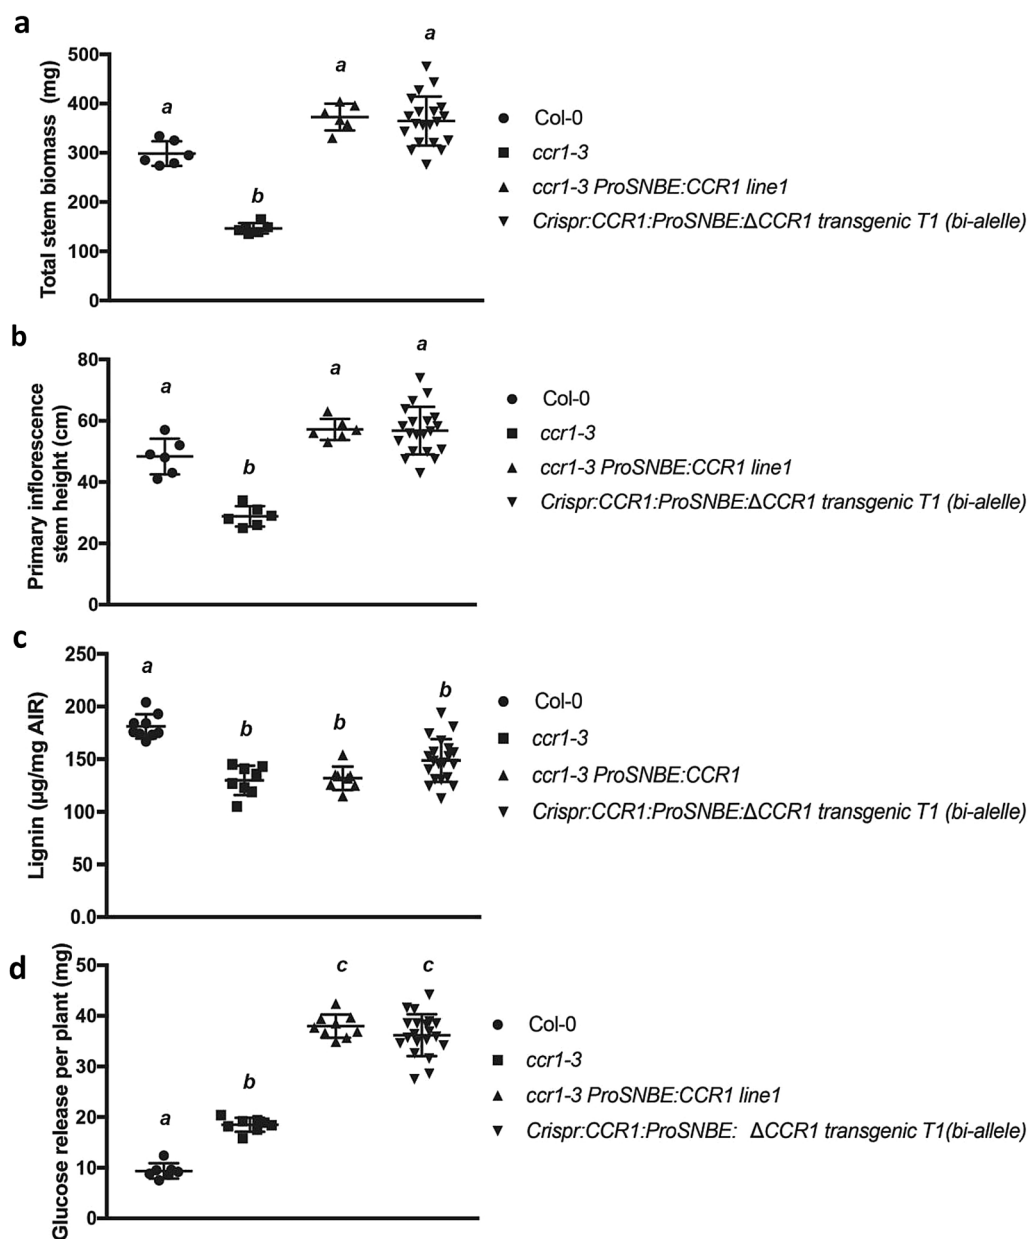 a
Total stem biomass (mg)
500
400
300
200
100
0
a
b
a
a
Col-0
ccr1-3
ccr1-3 ProSNBE:CCR1 line1
Crispr:CCR1:ProSNBE:ΔCCR1 transgenic T1 (bi-alelle)
b
Primary inflorescence
stem height (cm)
80
60
40
20
0
a
b
a
a
Col-0
ccr1-3
ccr1-3 ProSNBE:CCR1 line1
Crispr:CCR1:ProSNBE:ΔCCR1 transgenic T1 (bi-alelle)
c
Lignin (µg/mg AIR)
250
200
150
100
50
0.0
a
b
b
b
Col-0
ccr1-3
ccr1-3 ProSNBE:CCR1
Crispr:CCR1:ProSNBE:ΔCCR1 transgenic T1 (bi-alelle)
d
Glucose release per plant (mg)
50
40
30
20
10
0
a
b
c
c
Col-0
ccr1-3
ccr1-3 ProSNBE:CCR1 line1
Crispr:CCR1:ProSNBE: ΔCCR1 transgenic T1(bi-allele)